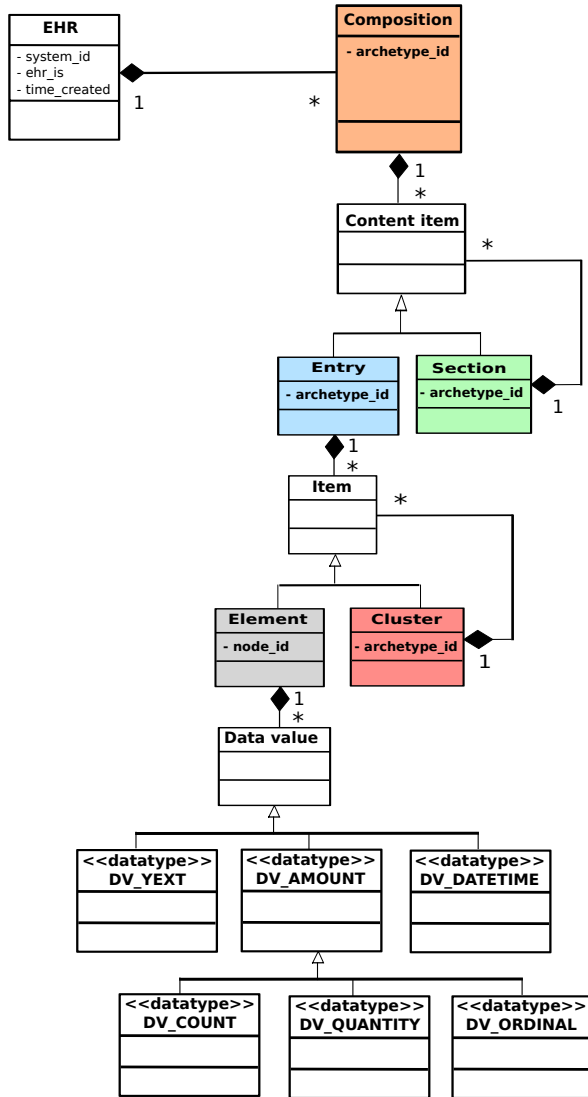 EHR
- system_id
- ehr_is
- time_created
1
*
Composition
- archetype_id
1
*
Content item
*
Entry
- archetype_id
Section
- archetype_id
1
1
*
Item
*
Element
- node_id
Cluster
- archetype_id
1
1
*
Data value
<<datatype>>
DV_YEXT
<<datatype>>
DV_AMOUNT
<<datatype>>
DV_DATETIME
<<datatype>>
DV_COUNT
<<datatype>>
DV_QUANTITY
<<datatype>>
DV_ORDINAL